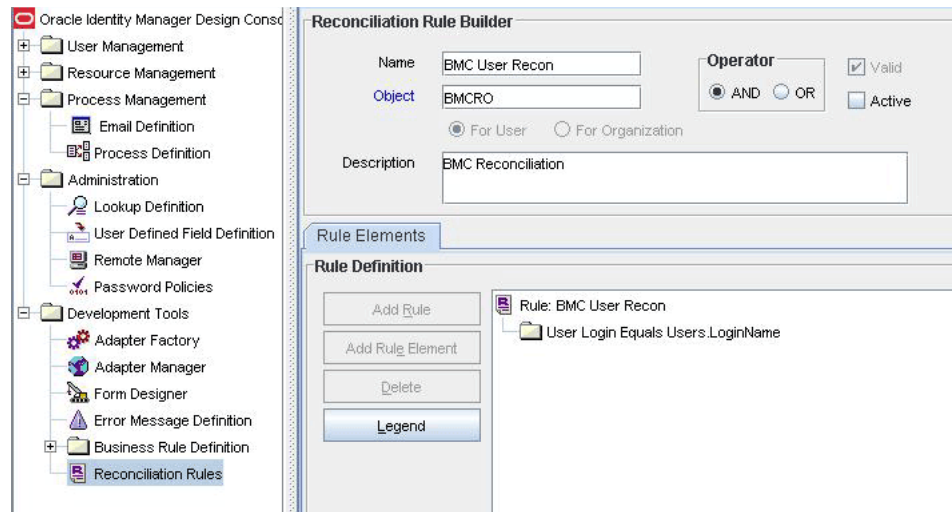 Oracle Identity Manager Design Conso
User Management
Resource Management
Process Management
Email Definition
Process Definition
Administration
Lookup Definition
User Defined Field Definition
Remote Manager
Password Policies
Development Tools
Adapter Factory
Adapter Manager
Form Designer
Error Message Definition
Business Rule Definition
Reconciliation Rules
Reconciliation Rule Builder
Name BMC User Recon
Operator
Valid
Object BMCRO
AND OR
Active
For User For Organization
Description BMC Reconciliation
Rule Elements
Rule Definition
Add Rule
Add Rule Element
Delete
Legend
Rule: BMC User Recon
User Login Equals Users.LoginName